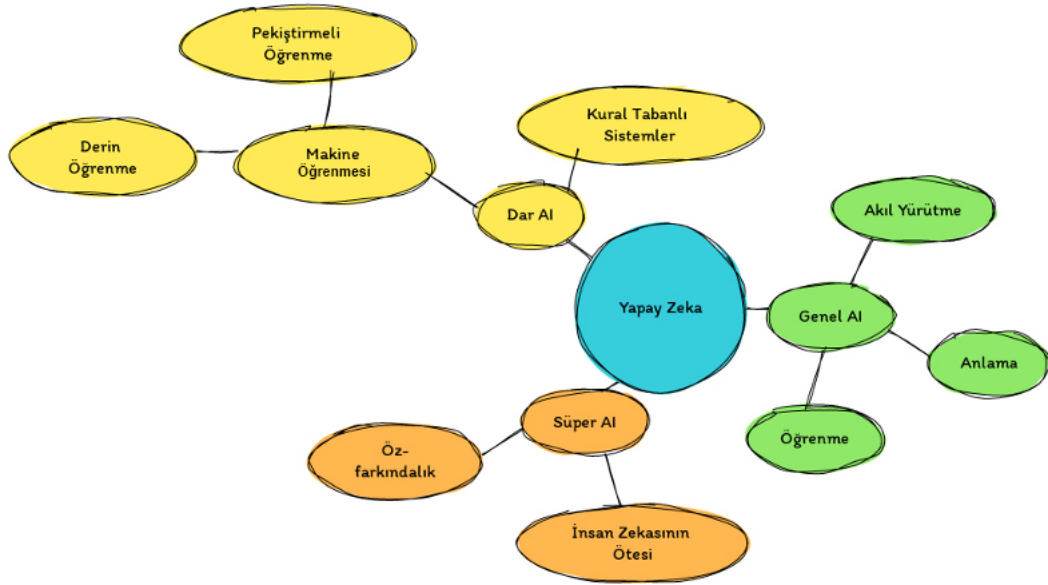 Pekiştirmeli
Öğrenme
Kural Tabanlı
Sistemler
Derin
Öğrenme
Makine
Öğrenmesi
Dar AI
Akıl Yürütme
Yapay Zeka
Genel AI
Anlama
Süper AI
Öğrenme
Öz-
farkındalık
İnsan Zekasının
Ötesi